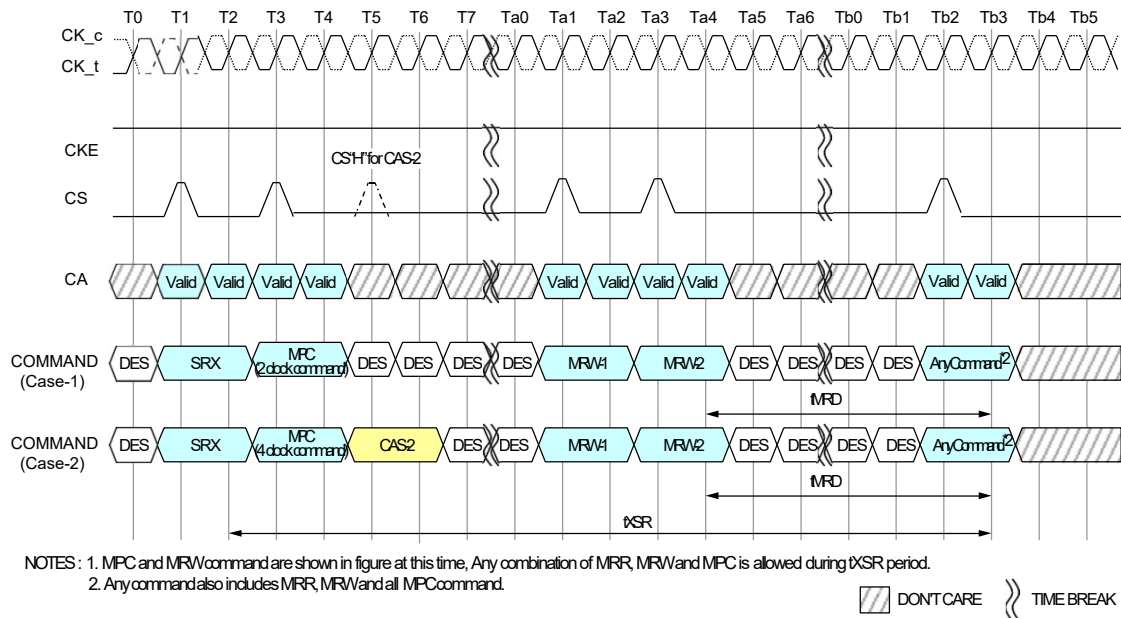 T0 T1 T2 T3 T4 T5 T6 T7 Ta0 Ta1 Ta2 Ta3 Ta4 Ta5 Ta6 Tb0 Tb1 Tb2 Tb3 Tb4 Tb5
CK_c
CK_t
CKE
CS"H" for CAS-2
CS
CA Valid Valid Valid Valid Valid Valid Valid Valid Valid Valid
COMMAND
(Case-1)
DES SRX MPC
(2 clock command) DES DES DES DES MRW-1 MRW-2 DES DES DES DES Any Command*2
tMRD
COMMAND
(Case-2)
DES SRX MPC
(4 clock command) CAS-2 DES DES MRW-1 MRW-2 DES DES DES DES Any Command*2
tMRD
tXSR
NOTES : 1. MPC and MRW command are shown in figure at this time, Any combination of MRR, MRW and MPC is allowed during tXSR period.
2. Any command also includes MRR, MRW and all MPC command.
DON'T CARE TIME BREAK